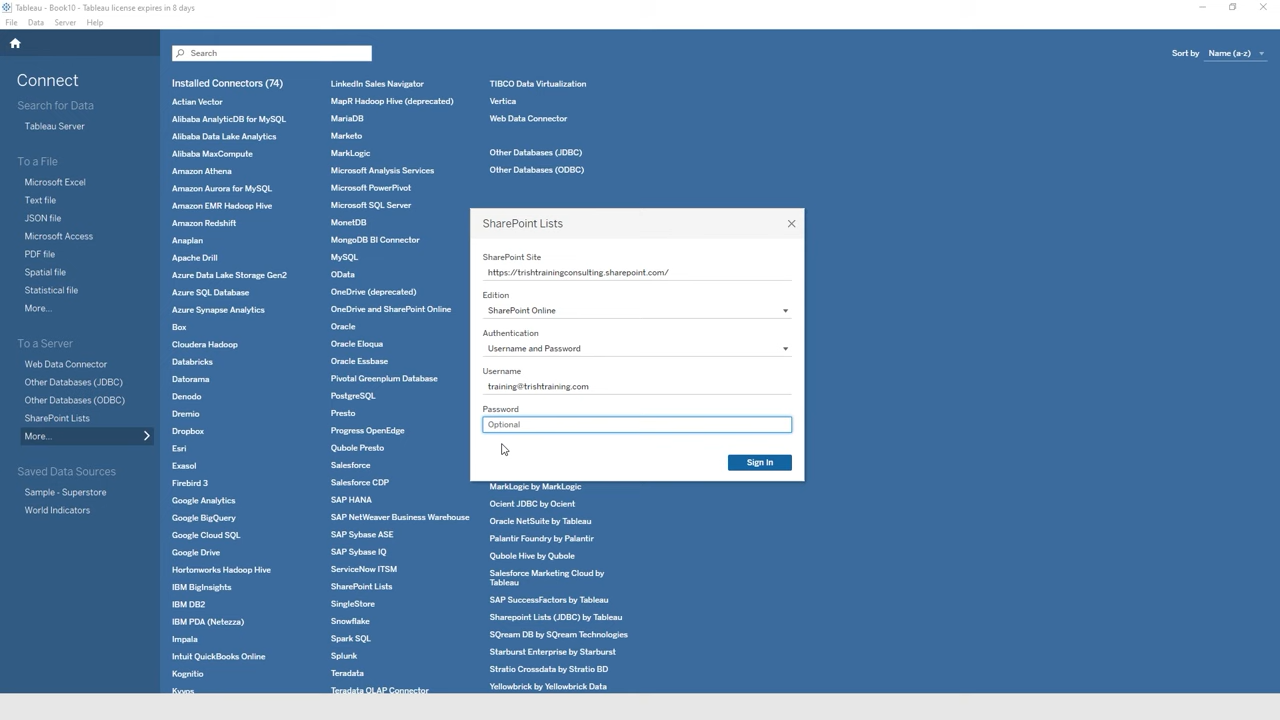 Tableau - Book10 - Tableau license expires in 8 days
File Data Server Help
Connect
Search for Data
Tableau Server
To a File
Microsoft Excel
Text file
JSON file
Microsoft Access
PDF file
Spatial file
Statistical file
More...
To a Server
Web Data Connector
Other Databases (JDBC)
Other Databases (ODBC)
SharePoint Lists
More...
Saved Data Sources
Sample - Superstore
World Indicators
Search
Sort by Name (a-z)
Installed Connectors (74)
Actian Vector
Alibaba AnalyticDB for MySQL
Alibaba Data Lake Analytics
Alibaba MaxCompute
Amazon Athena
Amazon Aurora for MySQL
Amazon EMR Hadoop Hive
Amazon Redshift
Anaplan
Apache Drill
Azure Data Lake Storage Gen2
Azure SQL Database
Azure Synapse Analytics
Box
Cloudera Hadoop
Databricks
Datorama
Denodo
Dremio
Dropbox
Esri
Exasol
Firebird 3
Google Analytics
Google BigQuery
Google Cloud SQL
Google Drive
Hortonworks Hadoop Hive
IBM BigInsights
IBM DB2
IBM PDA (Netezza)
Impala
Intuit QuickBooks Online
Kognitio
Kyvos
LinkedIn Sales Navigator
MapR Hadoop Hive (deprecated)
MariaDB
Marketo
MarkLogic
Microsoft Analysis Services
Microsoft PowerPivot
Microsoft SQL Server
MonetDB
MongoDB BI Connector
MySQL
OData
OneDrive (deprecated)
OneDrive and SharePoint Online
Oracle
Oracle Eloqua
Oracle Essbase
Pivotal Greenplum Database
PostgreSQL
Presto
Progress OpenEdge
Qubole Presto
Salesforce
Salesforce CDP
SAP HANA
SAP NetWeaver Business Warehouse
SAP Sybase ASE
SAP Sybase IQ
ServiceNow ITSM
SharePoint Lists
SingleStore
Snowflake
Spark SQL
Splunk
Teradata
Teradata OLAP Connector
TIBCO Data Virtualization
Vertica
Web Data Connector
Other Databases (JDBC)
Other Databases (ODBC)
SharePoint Lists
SharePoint Site
https://trishtrainingconsulting.sharepoint.com/
Edition
SharePoint Online
Authentication
Username and Password
Username
training@trishtraining.com
Password
Optional
Sign In
MarkLogic by MarkLogic
Ocient JDBC by Ocient
Oracle NetSuite by Tableau
Palantir Foundry by Palantir
Qubole Hive by Qubole
Salesforce Marketing Cloud by
Tableau
SAP SuccessFactors by Tableau
Sharepoint Lists (JDBC) by Tableau
SQream DB by SQream Technologies
Starburst Enterprise by Starburst
Stratio Crossdata by Stratio BD
Yellowbrick by Yellowbrick Data